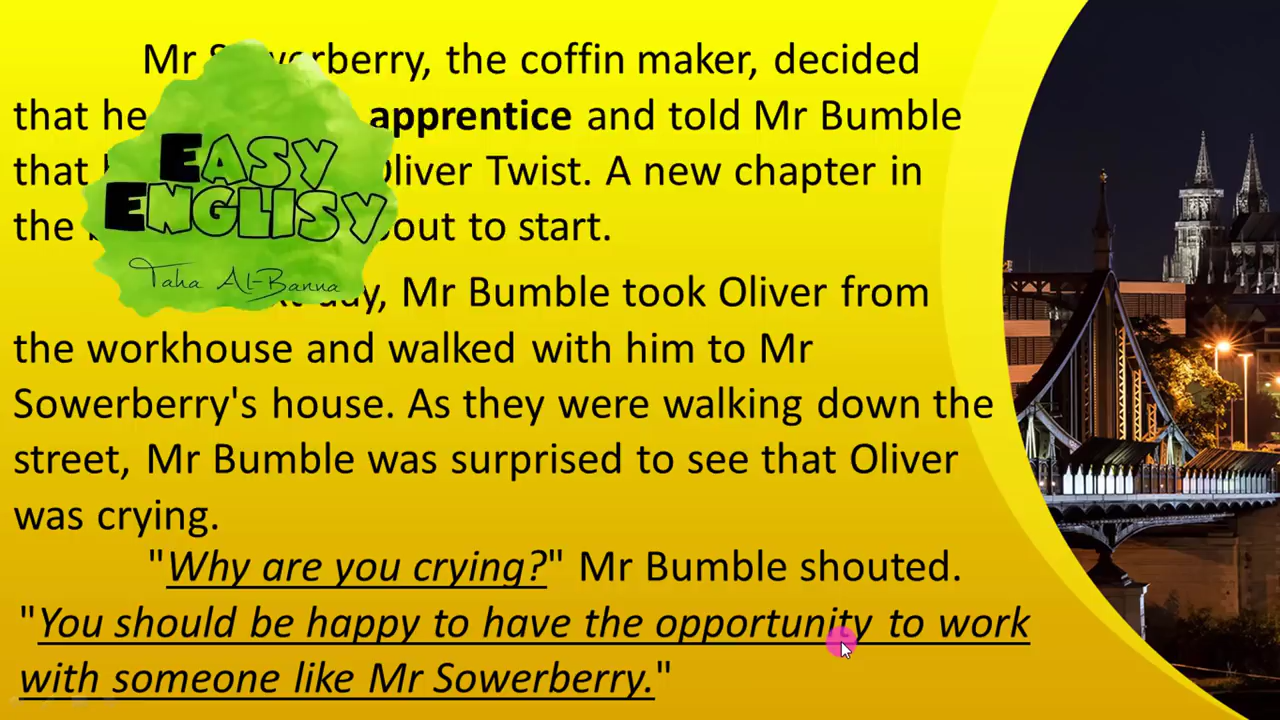 Mr Sowerberry, the coffin maker, decided
that he apprentice and told Mr Bumble
that Oliver Twist. A new chapter in
the out to start.
EASY
ENGLISY
Taha Al-Banna
day, Mr Bumble took Oliver from
the workhouse and walked with him to Mr
Sowerberry's house. As they were walking down the
street, Mr Bumble was surprised to see that Oliver
was crying.
"Why are you crying?" Mr Bumble shouted.
"You should be happy to have the opportunity to work
with someone like Mr Sowerberry."